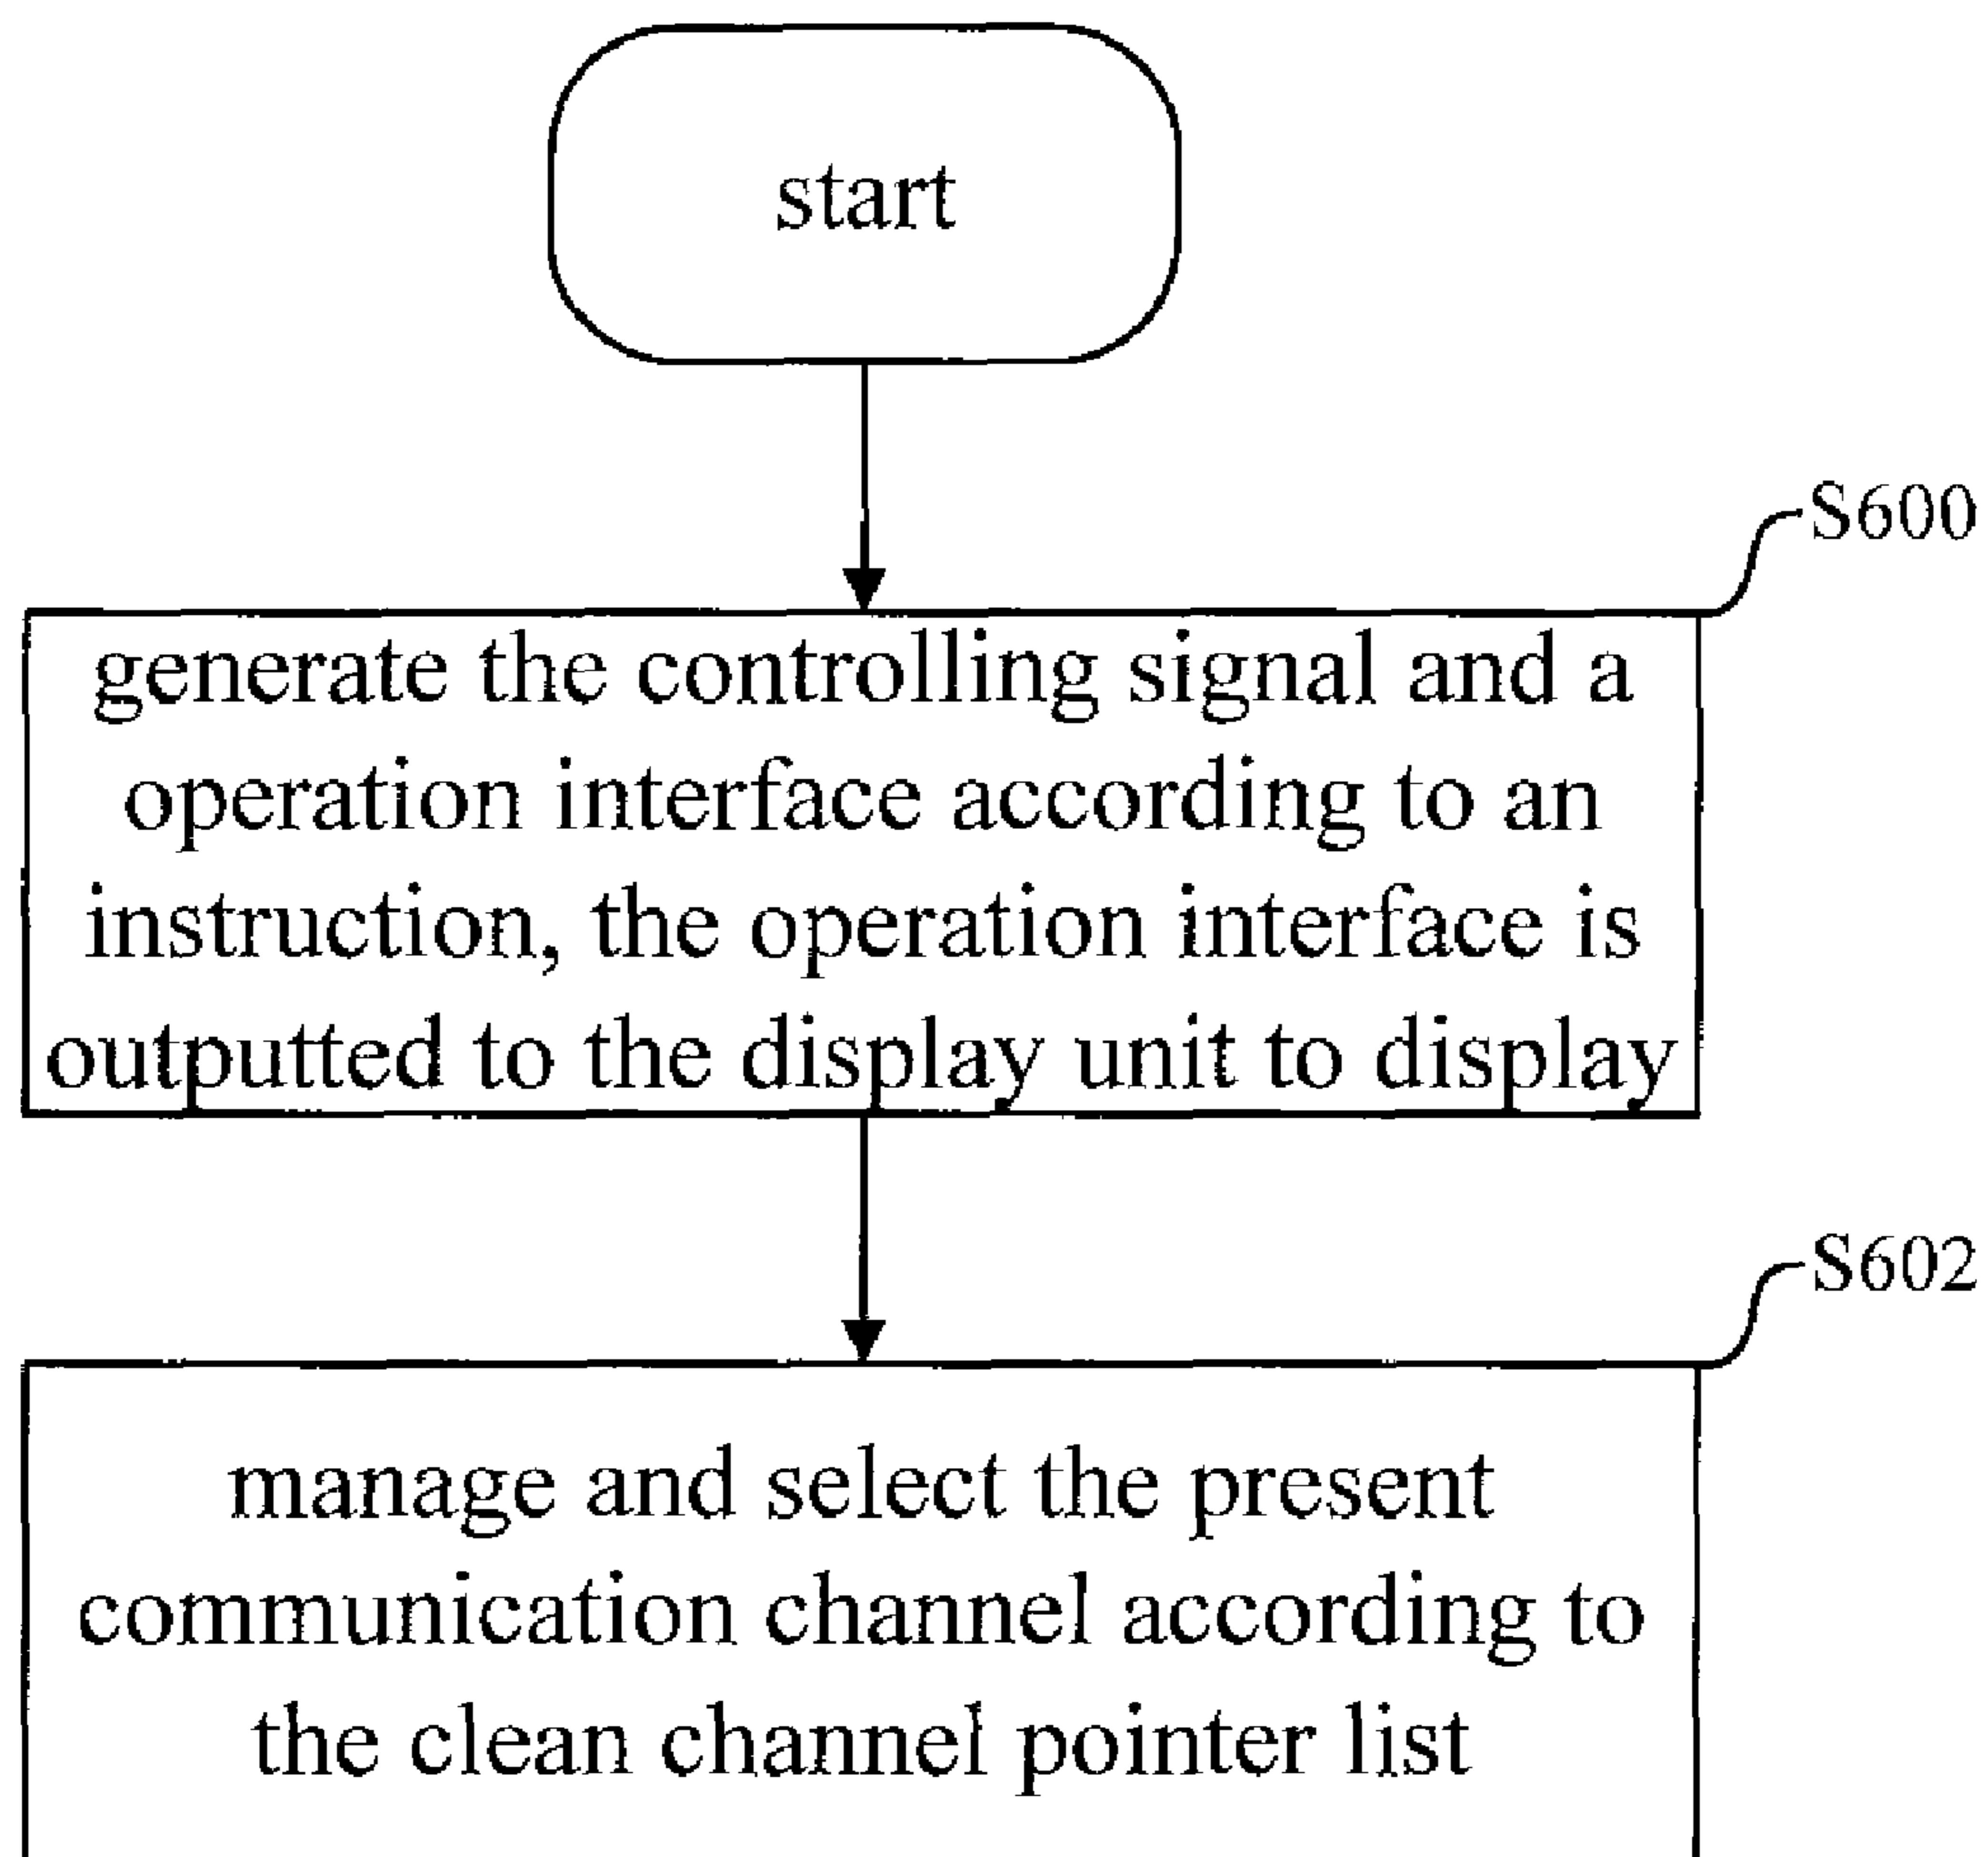 start
S600
generate the controlling signal and a
operation interface according to an
instruction, the operation interface is
outputted to the display unit to display
S602
manage and select the present
communication channel according to
the clean channel pointer list